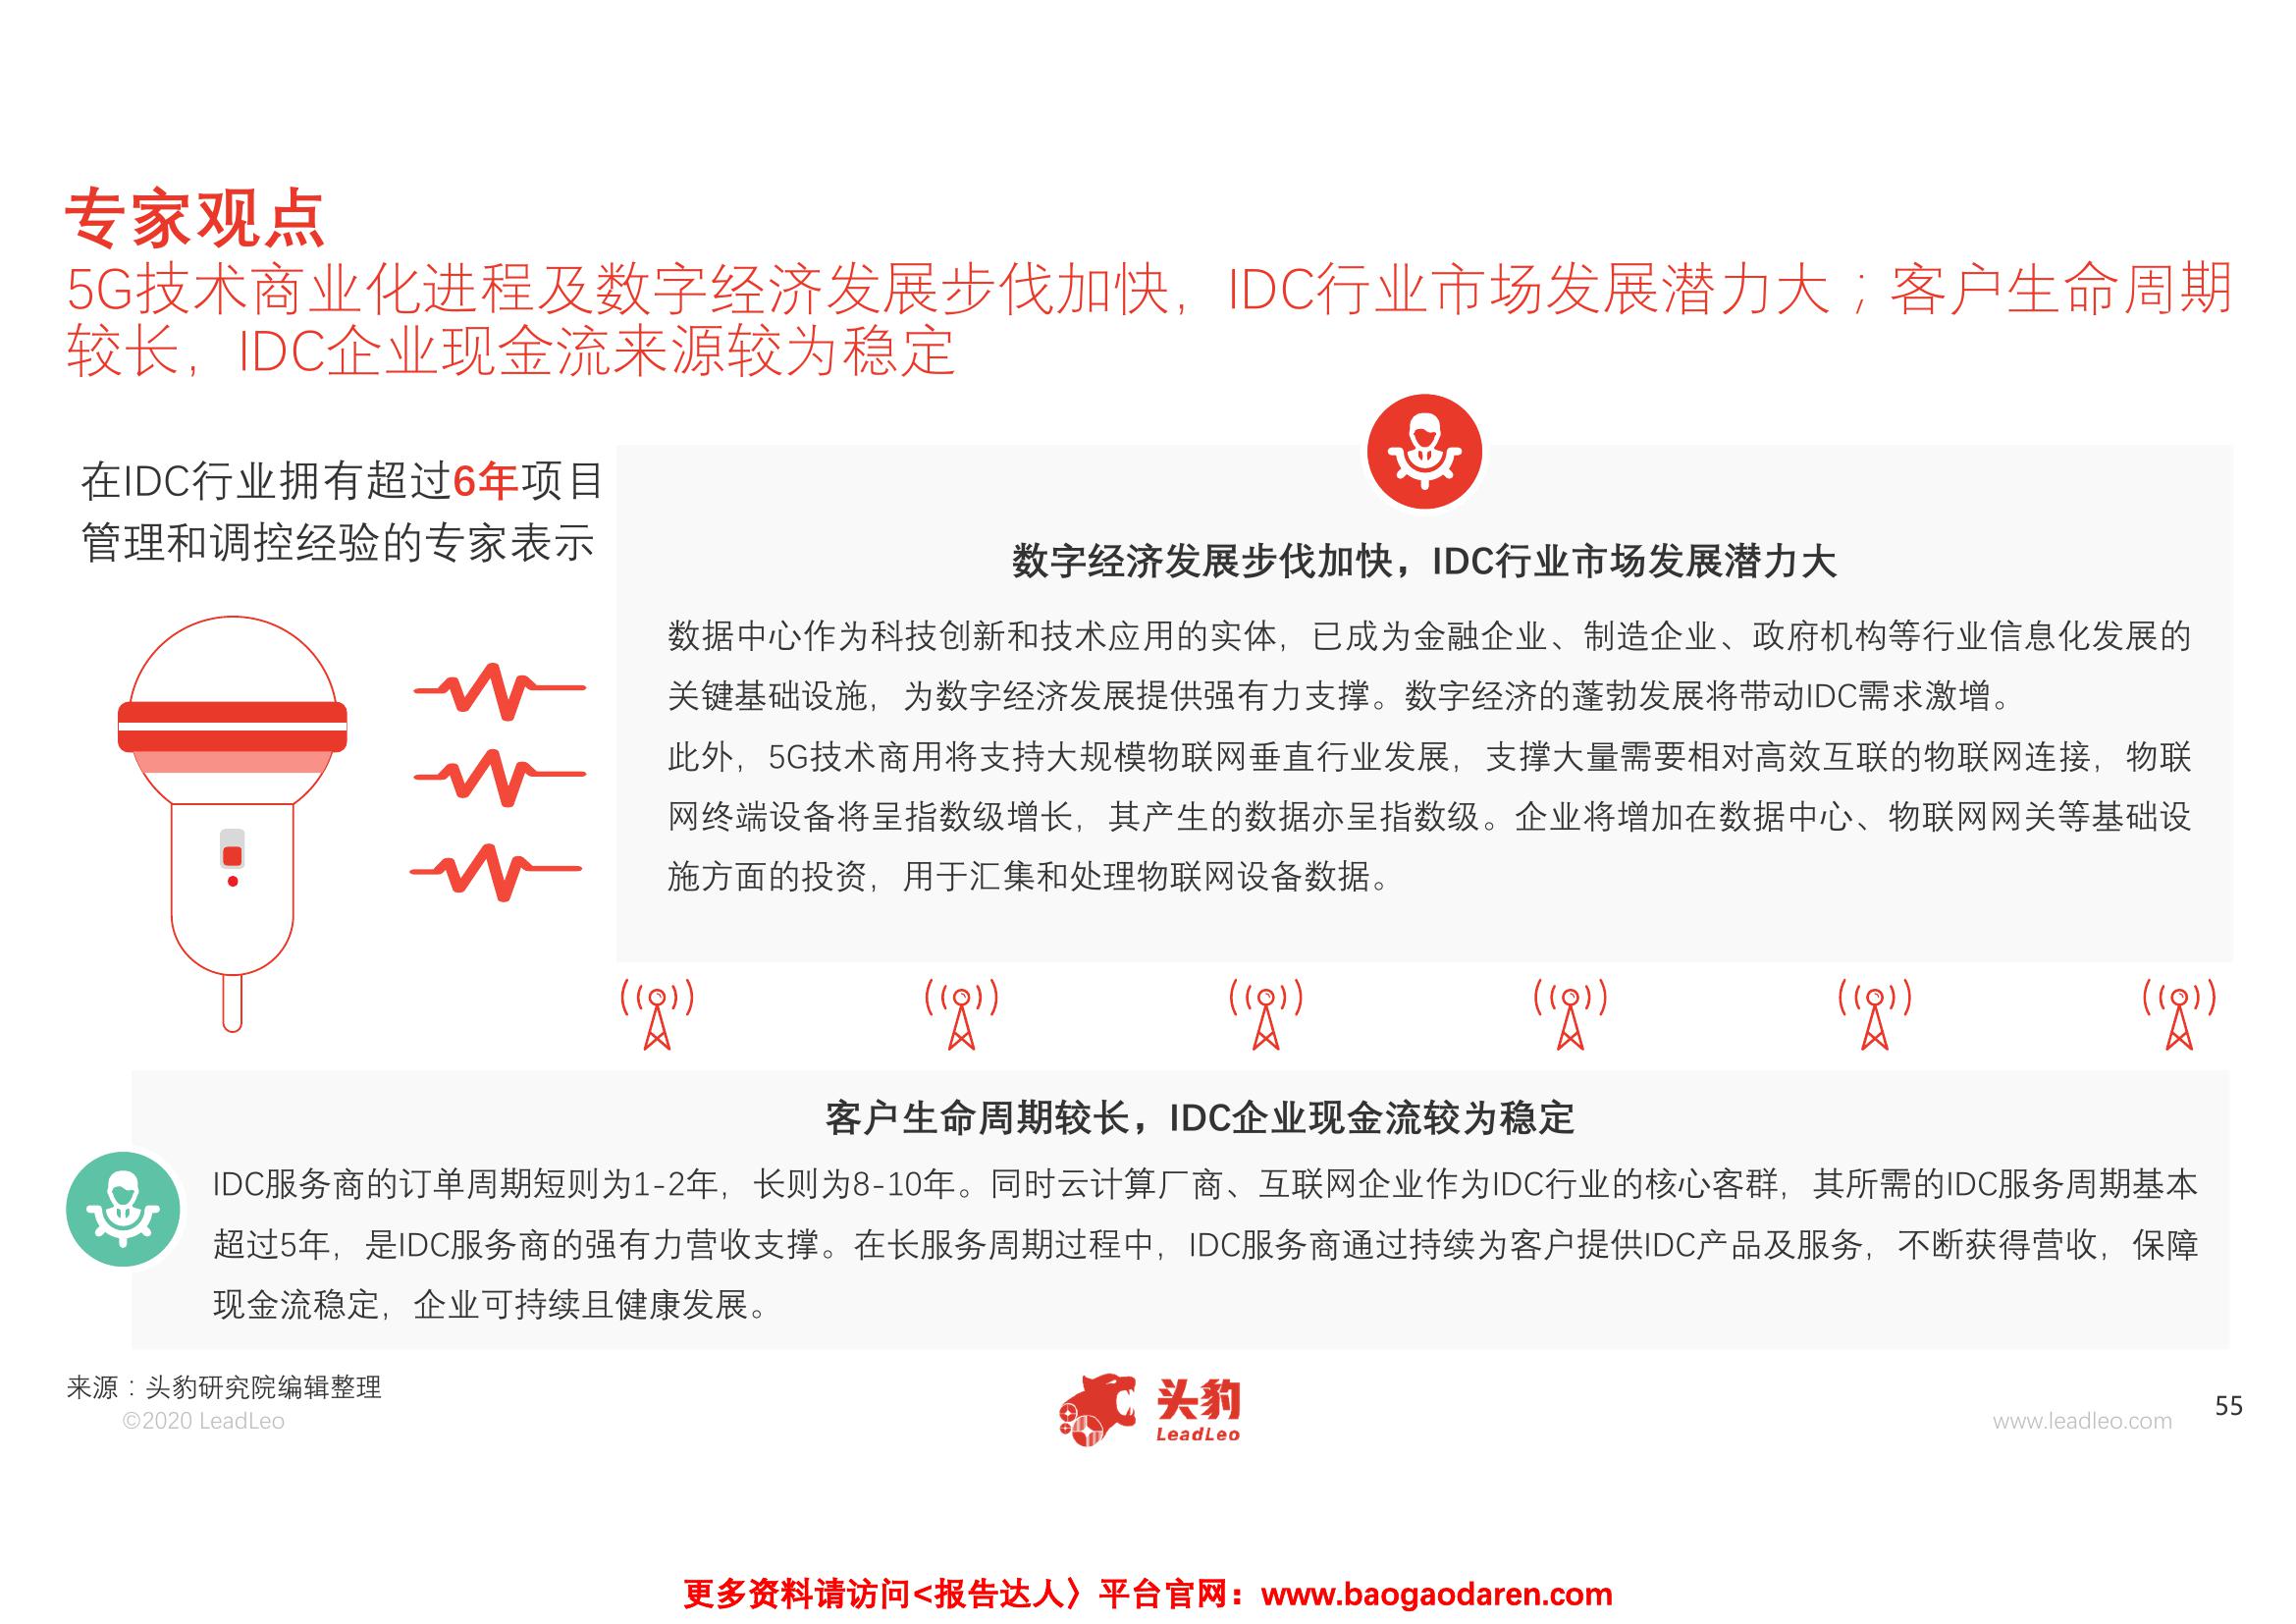 专家观点
5G技术商业化进程及数字经济发展步伐加快，IDC行业市场发展潜力大；客户生命周期
较长，IDC企业现金流来源较为稳定
在IDC行业拥有超过6年项目
管理和调控经验的专家表示
数字经济发展步伐加快，IDC行业市场发展潜力大
数据中心作为科技创新和技术应用的实体，已成为金融企业、制造企业、政府机构等行业信息化发展的
关键基础设施，为数字经济发展提供强有力支撑。数字经济的蓬勃发展将带动IDC需求激增。
此外，5G技术商用将支持大规模物联网垂直行业发展，支撑大量需要相对高效互联的物联网连接，物联
网终端设备将呈指数级增长，其产生的数据亦呈指数级。企业将增加在数据中心、物联网网关等基础设
施方面的投资，用于汇集和处理物联网设备数据。
客户生命周期较长，IDC企业现金流较为稳定
IDC服务商的订单周期短则为1-2年，长则为8-10年。同时云计算厂商、互联网企业作为IDC行业的核心客群，其所需的IDC服务周期基本
超过5年，是IDC服务商的强有力营收支撑。在长服务周期过程中，IDC服务商通过持续为客户提供IDC产品及服务，不断获得营收，保障
现金流稳定，企业可持续且健康发展。
来源：头豹研究院编辑整理
©2020 LeadLeo
头豹
LeadLeo
www.leadleo.com
55
更多资料请访问<报告达人〉平台官网：www.baogaodaren.com